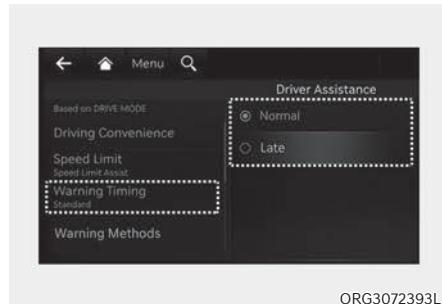 Menu
Driver Assistance
Based on DRIVE MODE
Driving Convenience
Speed Limit
Speed Limit Assist
Warning Timing
Standard
Warning Methods
Normal
Late
ORG3072393L